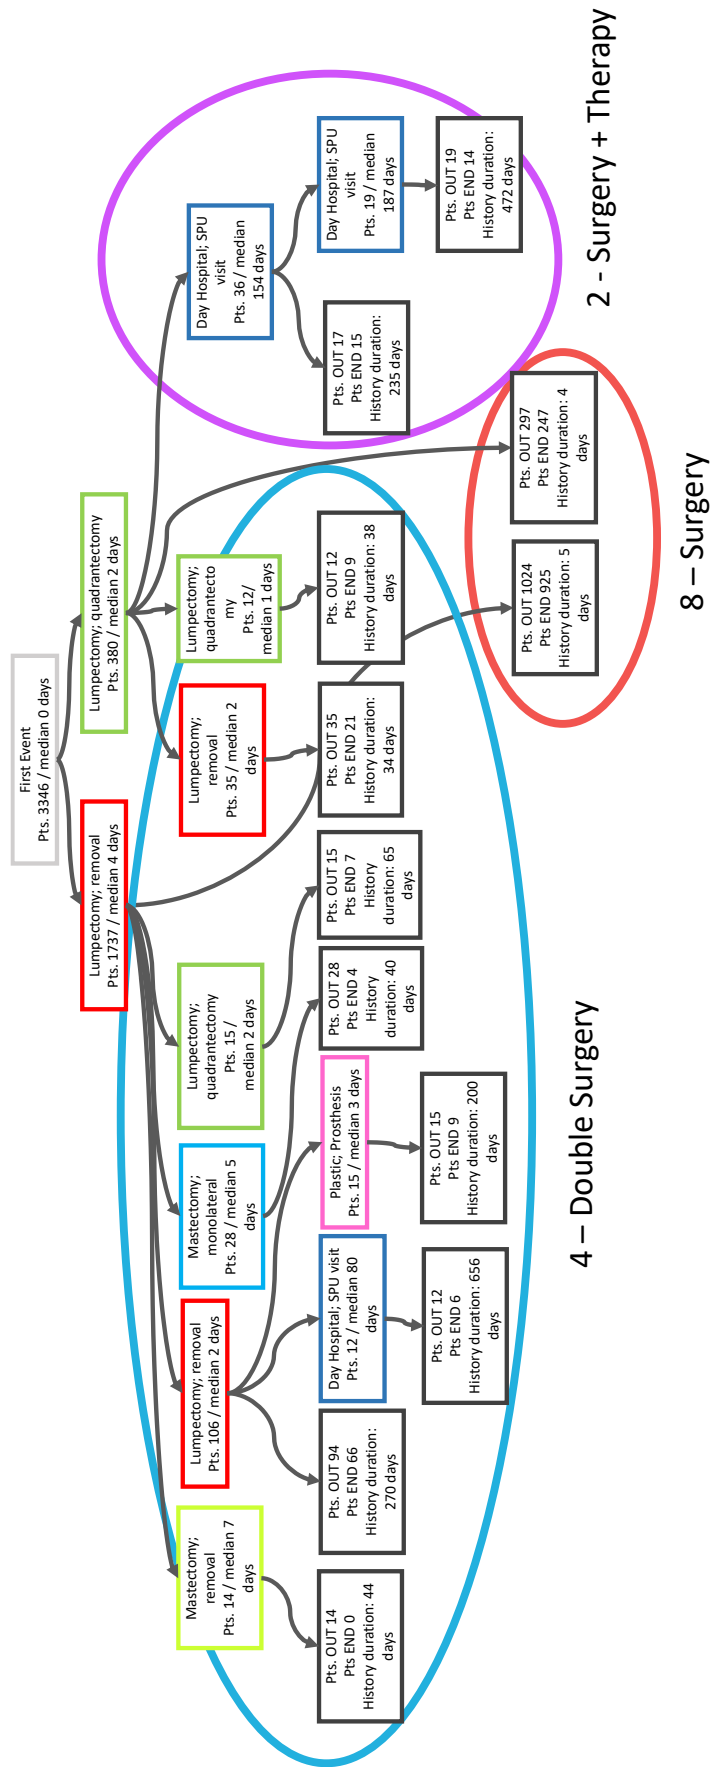 First Event
Pts. 3346 / median 0 days
Lumpectomy; removal
Pts. 1737 / median 4 days
Lumpectomy; quadrantectomy
Pts. 380 / median 2 days
Mastectomy;
removal
Pts. 14 / median 7
days
Lumpectomy; removal
Pts. 106 / median 2 days
Mastectomy;
monolateral
Pts. 28 / median 5
days
Lumpectomy;
quadrantectomy
Pts. 15 /
median 2 days
Lumpectomy;
removal
Pts. 35 / median 2
days
Lumpectomy;
quadrantecto
my
Pts. 12/
median 1 days
Day Hospital; SPU
visit
Pts. 36 / median
154 days
Pts. OUT 14
Pts END 0
History duration: 44
days
Pts. OUT 94
Pts END 66
History duration:
270 days
Day Hospital; SPU visit
Pts. 12 / median 80
days
Plastic; Prosthesis
Pts. 15 / median 3 days
Pts. OUT 28
Pts END 4
History
duration: 40
days
Pts. OUT 15
Pts END 7
History
duration: 65
days
Pts. OUT 35
Pts END 21
History duration:
34 days
Pts. OUT 12
Pts END 9
History duration: 38
days
Pts. OUT 17
Pts END 15
History duration:
235 days
Day Hospital; SPU
visit
Pts. 19 / median
187 days
Pts. OUT 12
Pts END 6
History duration: 656
days
Pts. OUT 15
Pts END 9
History duration: 200
days
Pts. OUT 19
Pts END 14
History duration:
472 days
Pts. OUT 1024
Pts END 925
History duration: 5
days
Pts. OUT 297
Pts END 247
History duration: 4
days
4 – Double Surgery
8 – Surgery
2 - Surgery + Therapy